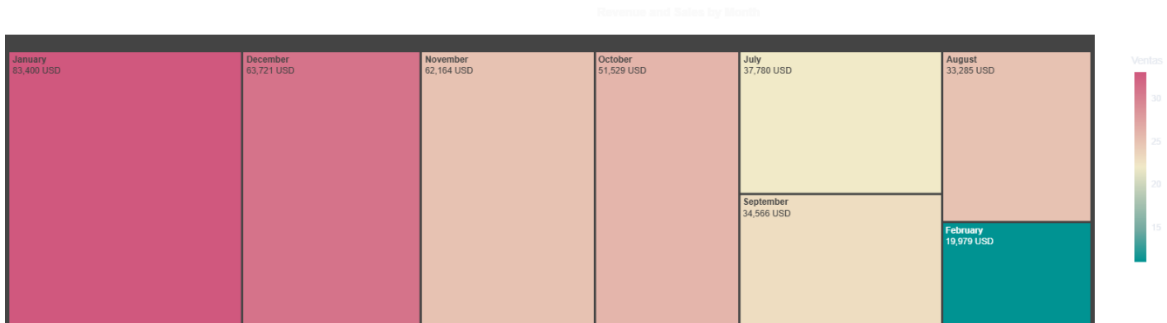 Revenue and Sales by Month
January
83,400 USD
December
63,721 USD
November
62,164 USD
October
51,529 USD
July
37,780 USD
August
33,285 USD
September
34,566 USD
February
19,979 USD
Ventas
30
25
20
15